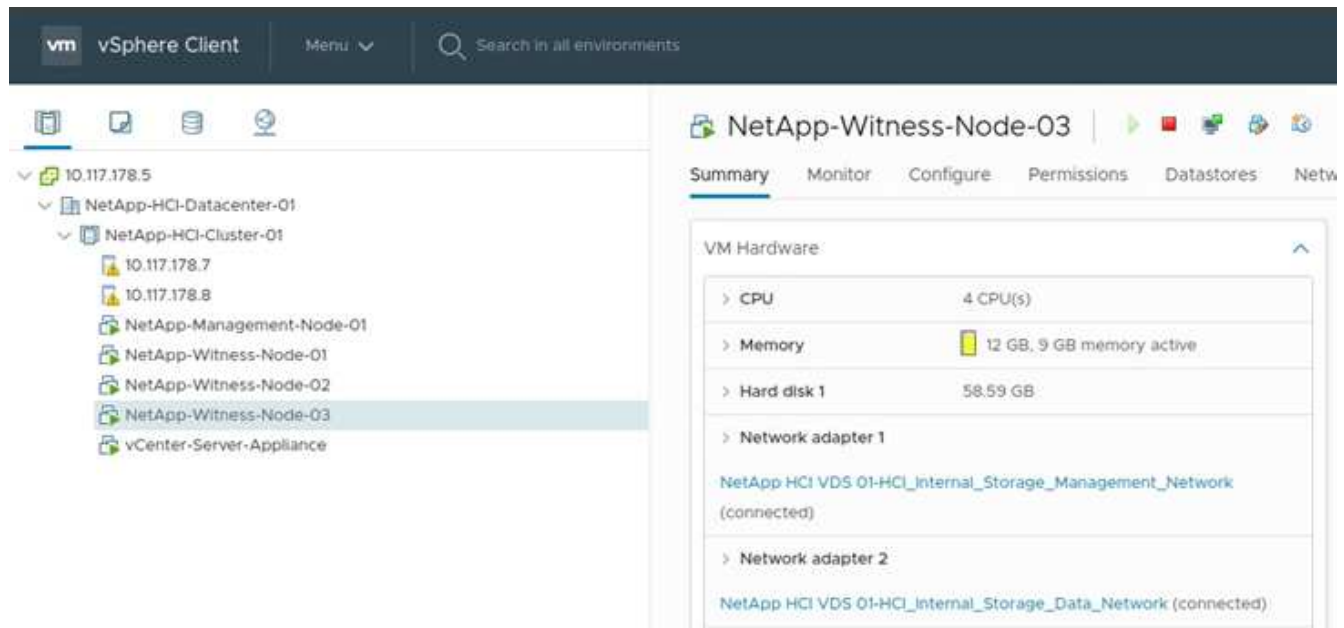 vm vSphere Client Menu Search in all environments
10.117.178.5
NetApp-HCI-Datacenter-01
NetApp-HCI-Cluster-01
10.117.178.7
10.117.178.8
NetApp-Management-Node-01
NetApp-Witness-Node-01
NetApp-Witness-Node-02
NetApp-Witness-Node-03
vCenter-Server-Appliance
NetApp-Witness-Node-03
Summary Monitor Configure Permissions Datastores Netw
VM Hardware
CPU 4 CPU(s)
Memory 12 GB, 9 GB memory active
Hard disk 1 58.59 GB
Network adapter 1
NetApp HCI VDS 01-HCI_Internal_Storage_Management_Network
(connected)
Network adapter 2
NetApp HCI VDS 01-HCI_Internal_Storage_Data_Network (connected)